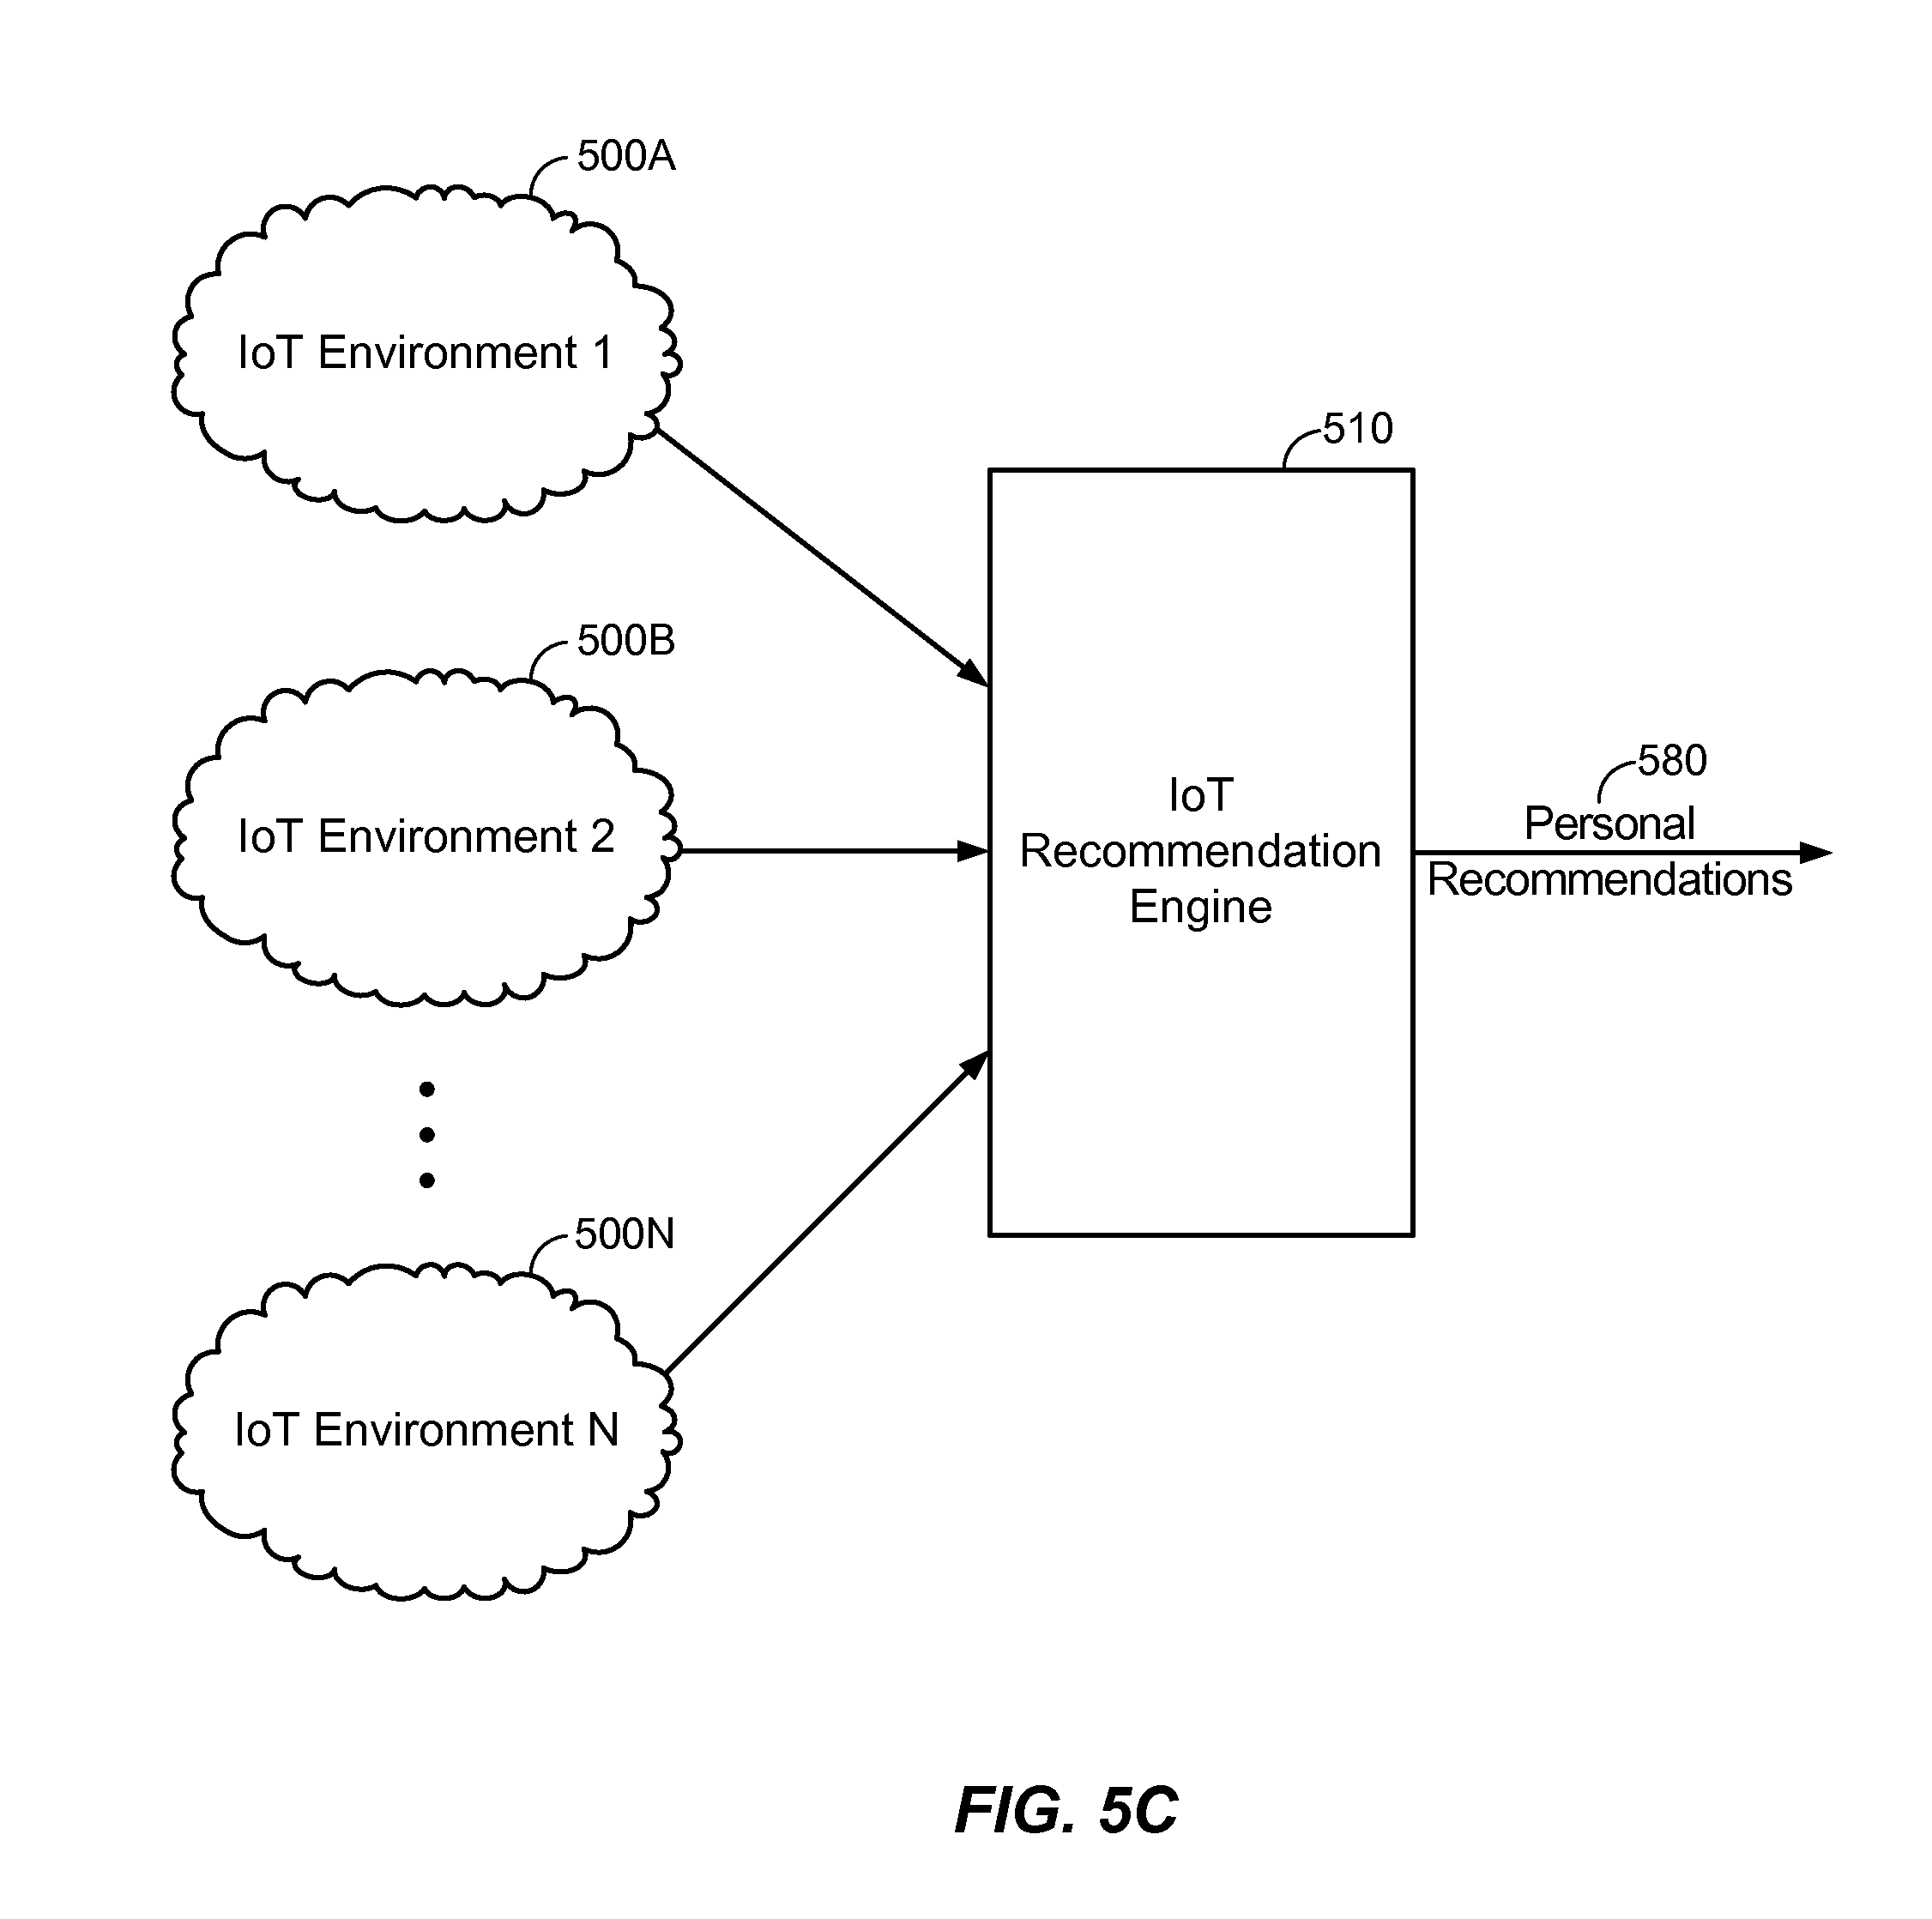 500A
IoT Environment 1
510
500B
IoT Environment 2
IoT
Recommendation
Engine
580
Personal
Recommendations
500N
IoT Environment N
FIG. 5C